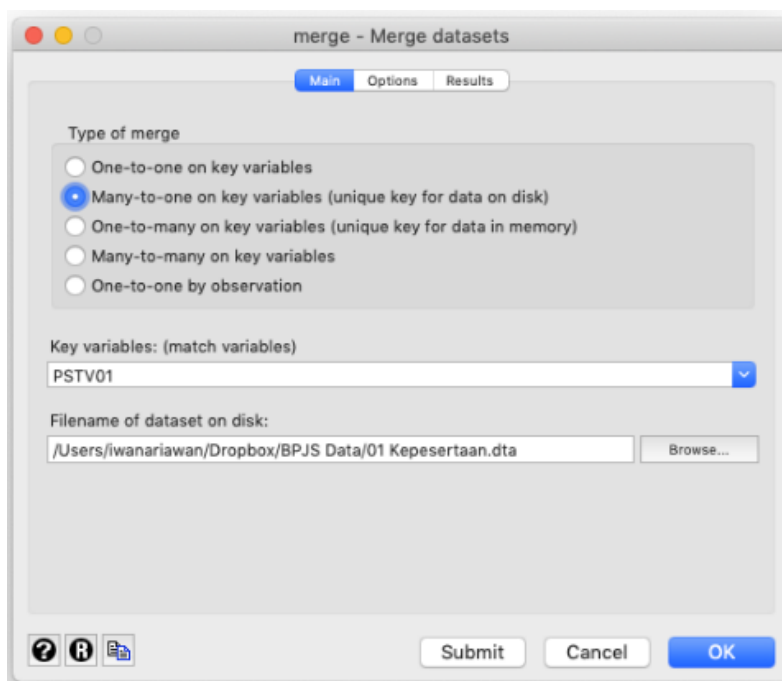 merge - Merge datasets
Main Options Results
Type of merge
One-to-one on key variables
Many-to-one on key variables (unique key for data on disk)
One-to-many on key variables (unique key for data in memory)
Many-to-many on key variables
One-to-one by observation
Key variables: (match variables)
PSTV01
Filename of dataset on disk:
/Users/iwanariawan/Dropbox/BPJS Data/01 Kepesertaan.dta Browse...
? R Submit Cancel OK